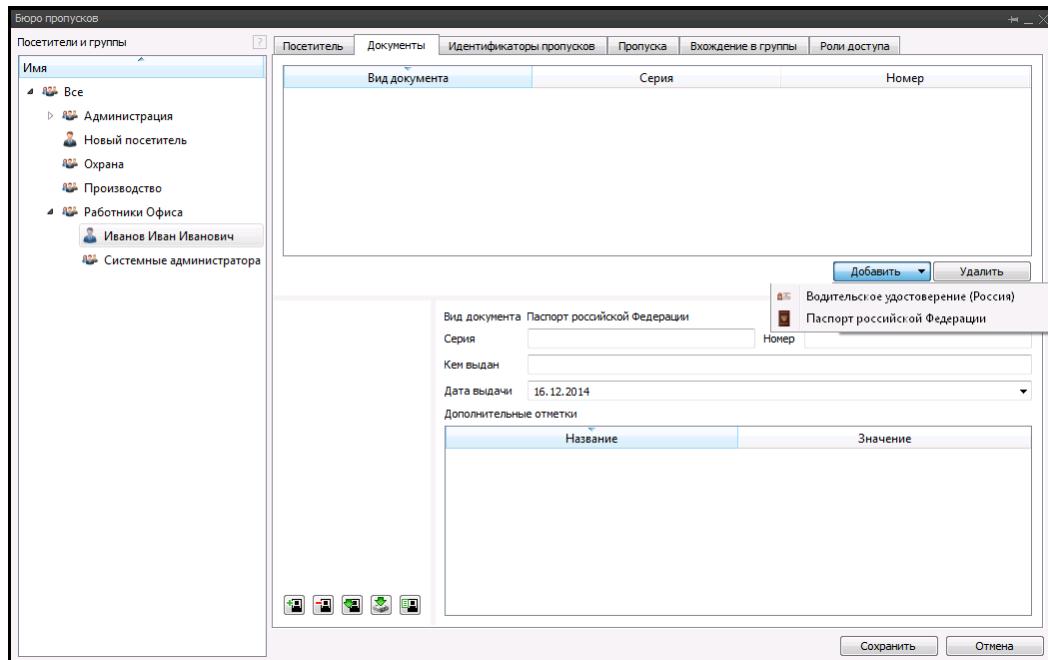 Бюро пропусков
Посетители и группы
?
Посетитель Документы Идентификаторы пропусков Пропуска Вхождение в группы Роли доступа
Имя
Вид документа Серия Номер
Все
Администрация
Новый посетитель
Охрана
Производство
Работники Офиса
Иванов Иван Иванович
Системные администратора
Добавить Удалить
Водительское удостоверение (Россия)
Паспорт российской Федерации
Вид документа Паспорт российской Федерации
Серия Номер
Кем выдан
Дата выдачи 16.12.2014
Дополнительные отметки
Название Значение
Сохранить Отмена